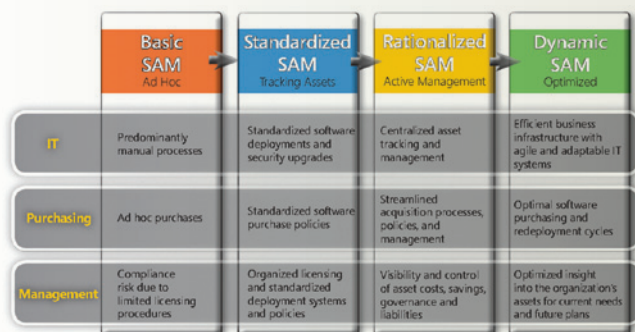 Basic
SAM
Ad Hoc
Standardized
SAM
Tracking Assets
Rationalized
SAM
Active Management
Dynamic
SAM
Optimized
IT
Predominantly
manual processes
Standardized software
deployments and
security upgrades
Centralized asset
tracking and
management
Efficient business
infrastructure with
agile and adaptable IT
systems
Purchasing
Ad hoc purchases
Standardized software
purchase policies
Streamlined
acquisition processes,
policies, and
management
Optimal software
purchasing and
redeployment cycles
Management
Compliance
risk due to
limited licensing
procedures
Organized licensing
and standardized
deployment systems
and policies
Visibility and control
of asset costs, savings,
governance and
liabilities
Optimized insight
into the organization's
assets for current needs
and future plans